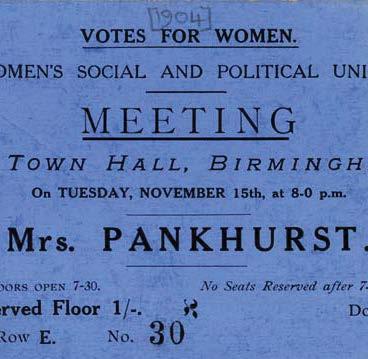 [1904]
VOTES FOR WOMEN.
OMEN'S SOCIAL AND POLITICAL UNI
MEETING
TOWN HALL, BIRMINGH
On TUESDAY, NOVEMBER 15th, at 8-0 p.m.
Mrs. PANKHURST.
OORS OPEN 7-30. No Seats Reserved after 7-
erved Floor 1/-. Do
Row E. No. 30